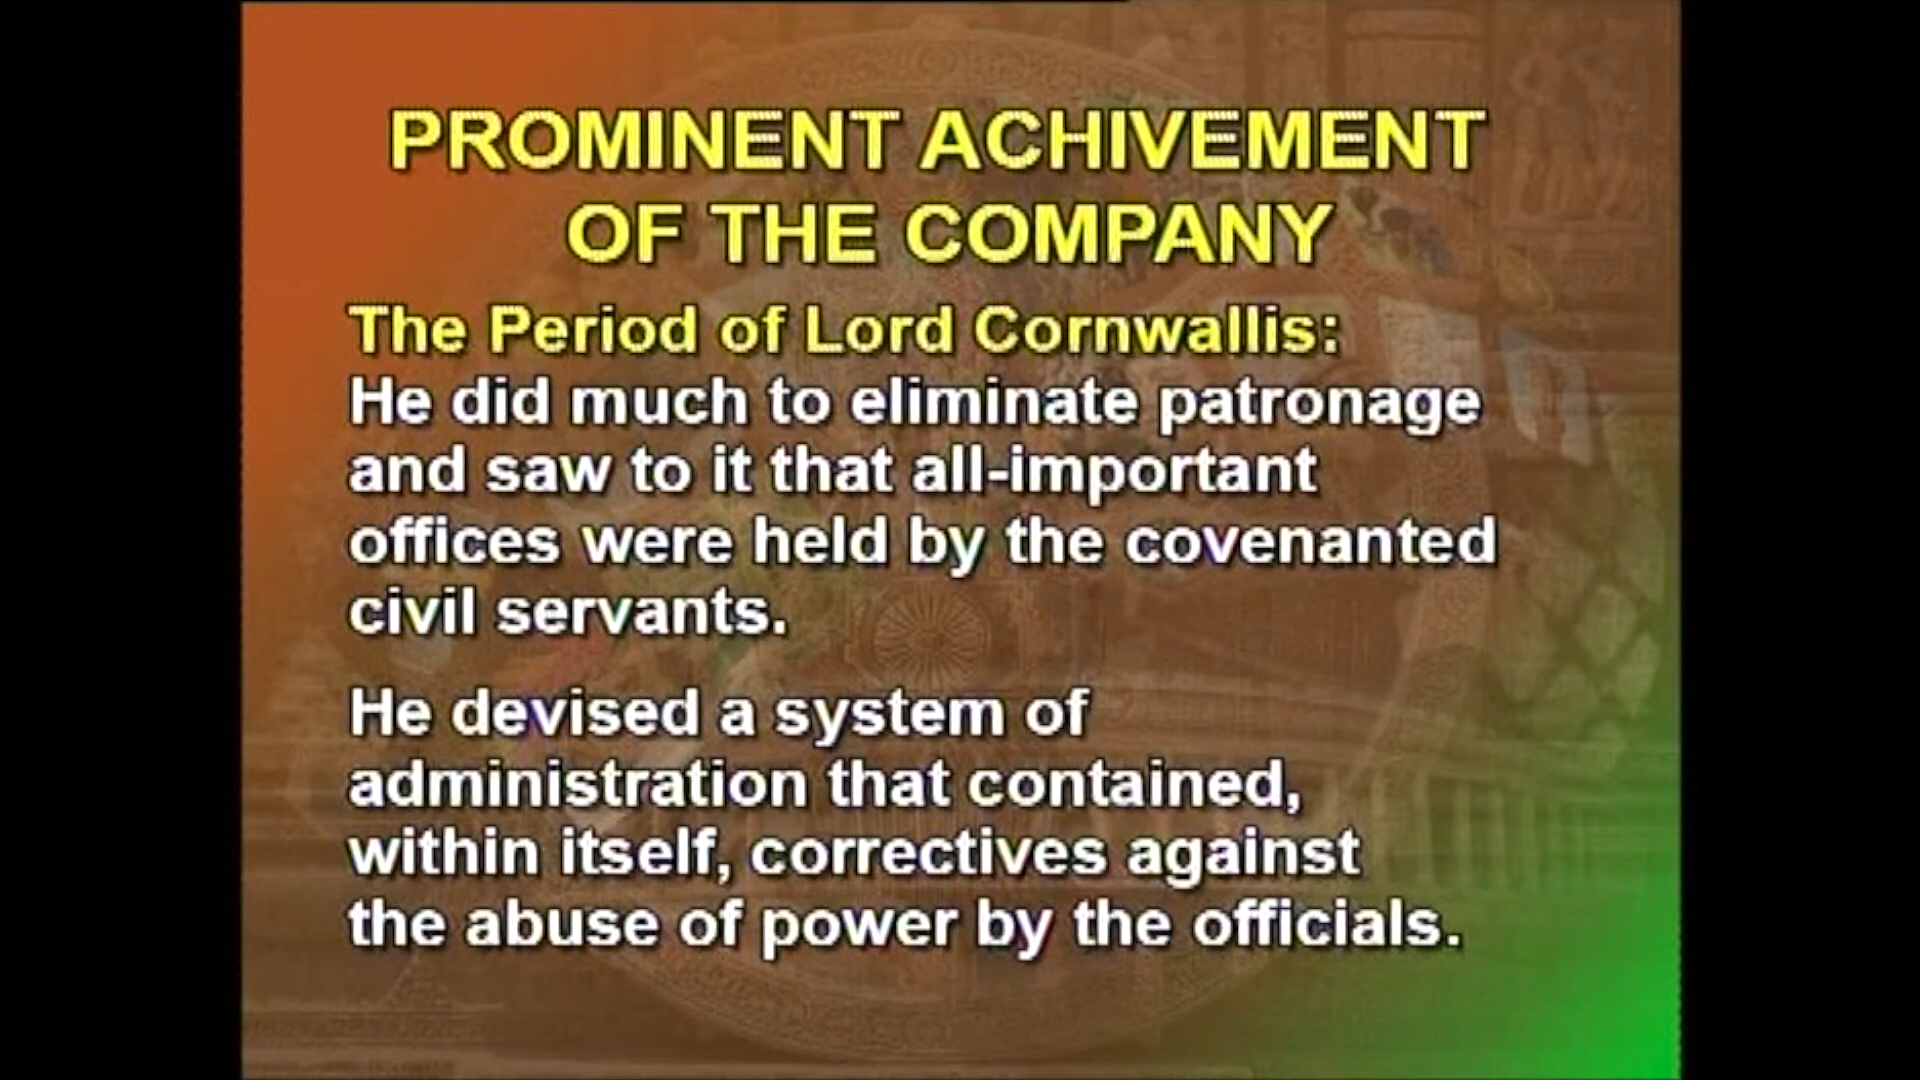 PROMINENT ACHIVEMENT
OF THE COMPANY
The Period of Lord Cornwallis:
He did much to eliminate patronage
and saw to it that all-important
offices were held by the covenanted
civil servants.
He devised a system of
administration that contained,
within itself, correctives against
the abuse of power by the officials.